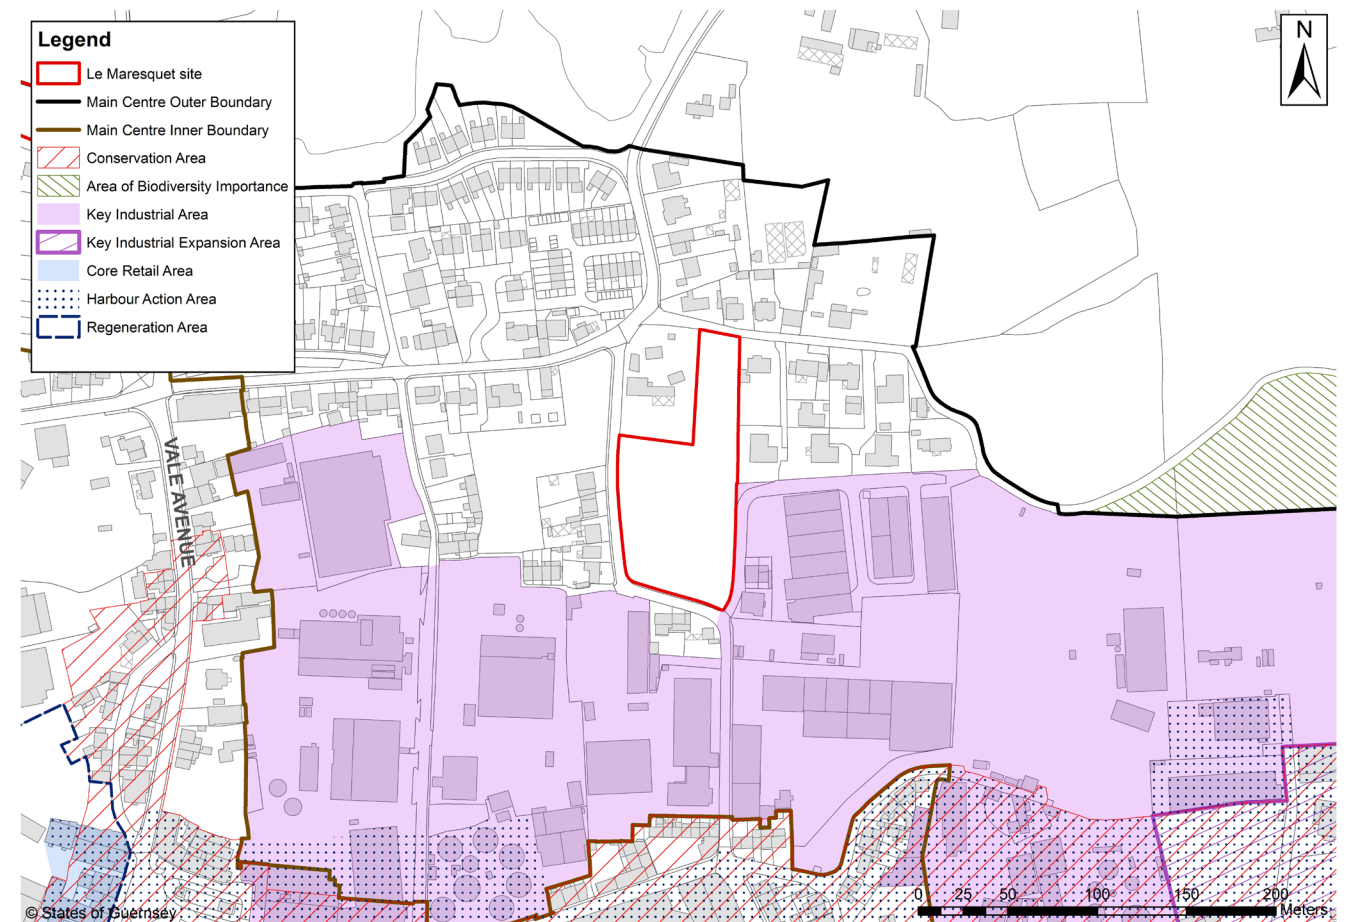 Legend
Le Maresquet site
Main Centre Outer Boundary
Main Centre Inner Boundary
Conservation Area
Area of Biodiversity Importance
Key Industrial Area
Key Industrial Expansion Area
Core Retail Area
Harbour Action Area
Regeneration Area
N
VALE AVENUE
0 25 50 100 150 200
Meters
© States of Guernsey